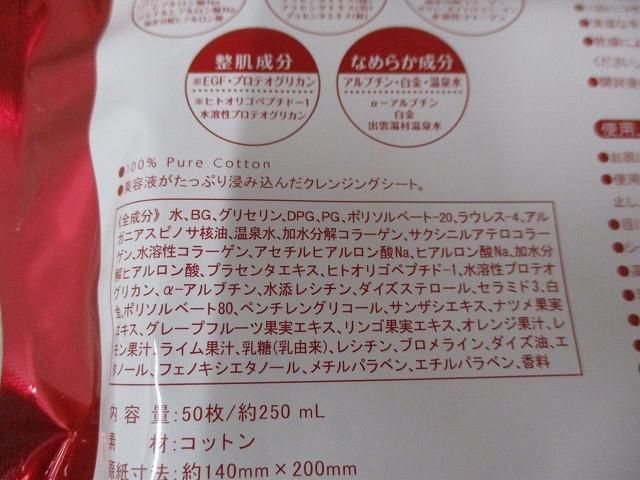 水溶性コラーゲン
整肌成分
※EGF・プロテオグリカン
※ヒトオリゴペプチドー1
水溶性プロテオグリカン
なめらか成分
アルブチン・白金・温泉水
α-アルブチン
白金
出雲湯村温泉水
●100% Pure Cotton
●美容液がたっぷり浸み込んだクレンジングシート。
《全成分》 水、BG、グリセリン、DPG、PG、ポリソルベート-20、ラウレス-4、アル
ガニアスピノサ核油、温泉水、加水分解コラーゲン、サクシニルアテロコラー
ゲン、水溶性コラーゲン、アセチルヒアルロン酸Na、ヒアルロン酸Na、加水分
解ヒアルロン酸、プラセンタエキス、ヒトオリゴペプチド-1、水溶性プロテオ
グリカン、α-アルブチン、水添レシチン、ダイズステロール、セラミド3、白
金、ポリソルベート80、ペンチレングリコール、サンザシエキス、ナツメ果実
エキス、グレープフルーツ果実エキス、リンゴ果実エキス、オレンジ果汁、レ
モン果汁、ライム果汁、乳糖(乳由来)、レシチン、ブロメライン、ダイズ油、エ
タノール、フェノキシエタノール、メチルパラベン、エチルパラベン、香料
内 容 量:50枚/約250 mL
素 材:コットン
原紙寸法:約140mm×200mm
使用
●お肌
●使用
止し、